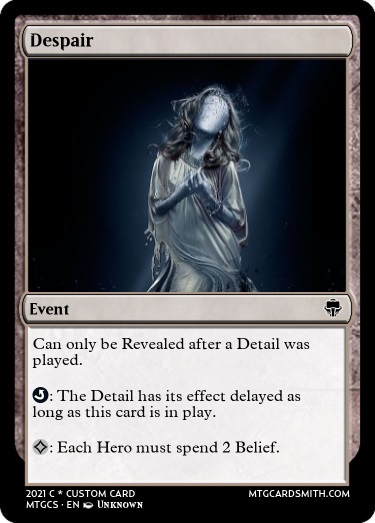 Despair
Event
Can only be Revealed after a Detail was
played.
: The Detail has its effect delayed as
long as this card is in play.
: Each Hero must spend 2 Belief.
2021 C * CUSTOM CARD
MTGCARDSMITH.COM
MTGCS · EN Unknown